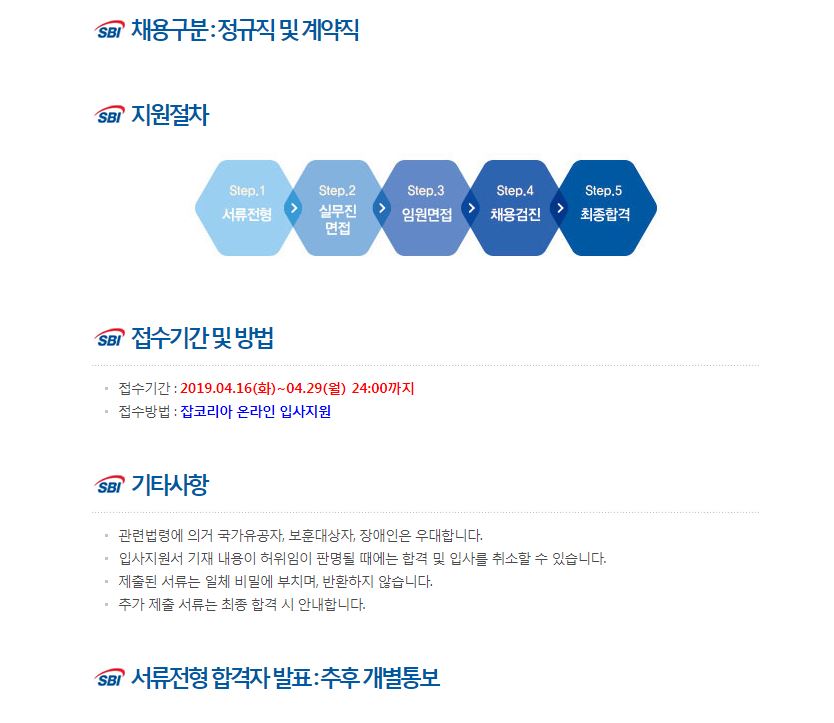 SBI 채용구분 : 정규직 및 계약직
SBI 지원절차
Step.1 Step.2 Step.3 Step.4 Step.5
서류전형 실무진 면접 임원면접 채용검진 최종합격
SBI 접수기간 및 방법
접수기간 : 2019.04.16(화)~04.29(월) 24:00까지
접수방법 : 잡코리아 온라인 입사지원
SBI 기타사항
관련법령에 의거 국가유공자, 보훈대상자, 장애인은 우대합니다.
입사지원서 기재 내용이 허위임이 판명될 때에는 합격 및 입사를 취소할 수 있습니다.
제출된 서류는 일체 비밀에 부치며, 반환하지 않습니다.
추가 제출 서류는 최종 합격 시 안내합니다.
SBI 서류전형 합격자 발표 : 추후 개별통보